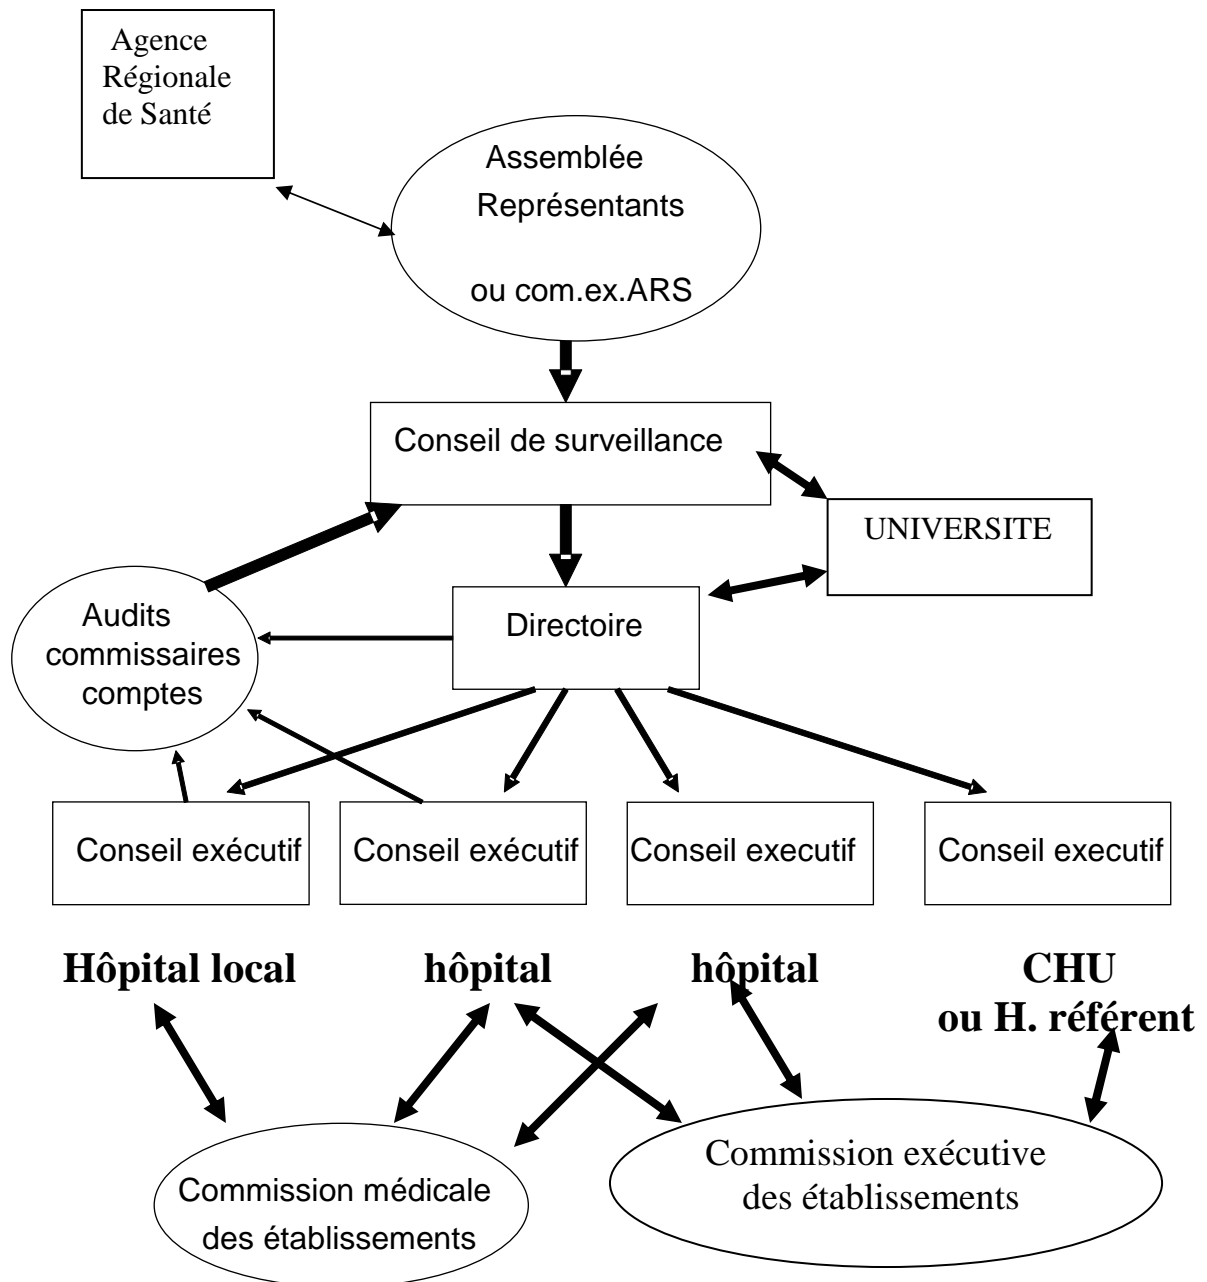 Agence
Régionale
de Santé
Assemblée
Représentants
ou com.ex.ARS
Conseil de surveillance
UNIVERSITE
Directoire
Audits
commissaires
comptes
Conseil exécutif
Conseil exécutif
Conseil executif
Conseil executif
Hôpital local
hôpital
hôpital
CHU
ou H. référent
Commission médicale
des établissements
Commission exécutive
des établissements